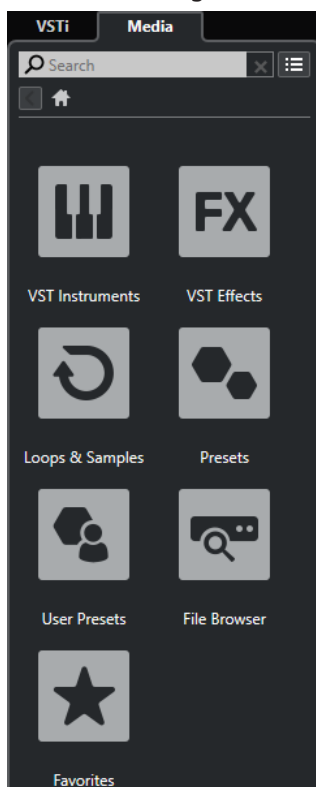 VSTi Media
Search
VST Instruments VST Effects
FX
Loops & Samples Presets
User Presets File Browser
Favorites